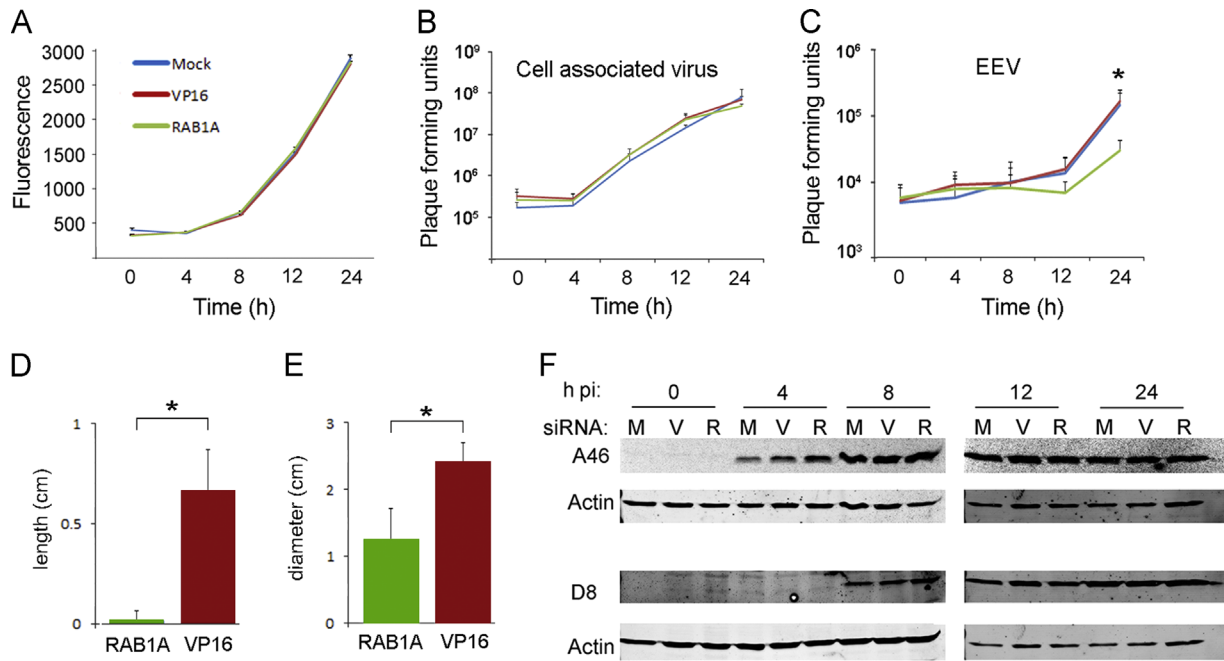 A
Fluorescence
3000
2500
2000
1500
1000
500
Mock
VP16
RAB1A
0 4 8 12 24
Time (h)
B
Plaque forming units
10⁹
10⁸
10⁷
10⁶
10⁵
Cell associated virus
0 4 8 12 24
Time (h)
C
Plaque forming units
10⁶
10⁵
10⁴
10³
EEV
*
0 4 8 12 24
Time (h)
D
length (cm)
1
0.5
0
*
RAB1A VP16
E
diameter (cm)
3
2
1
0
*
RAB1A VP16
F
h pi: 0 4 8 12 24
siRNA: M V R M V R M V R M V R M V R
A46
Actin
D8
Actin